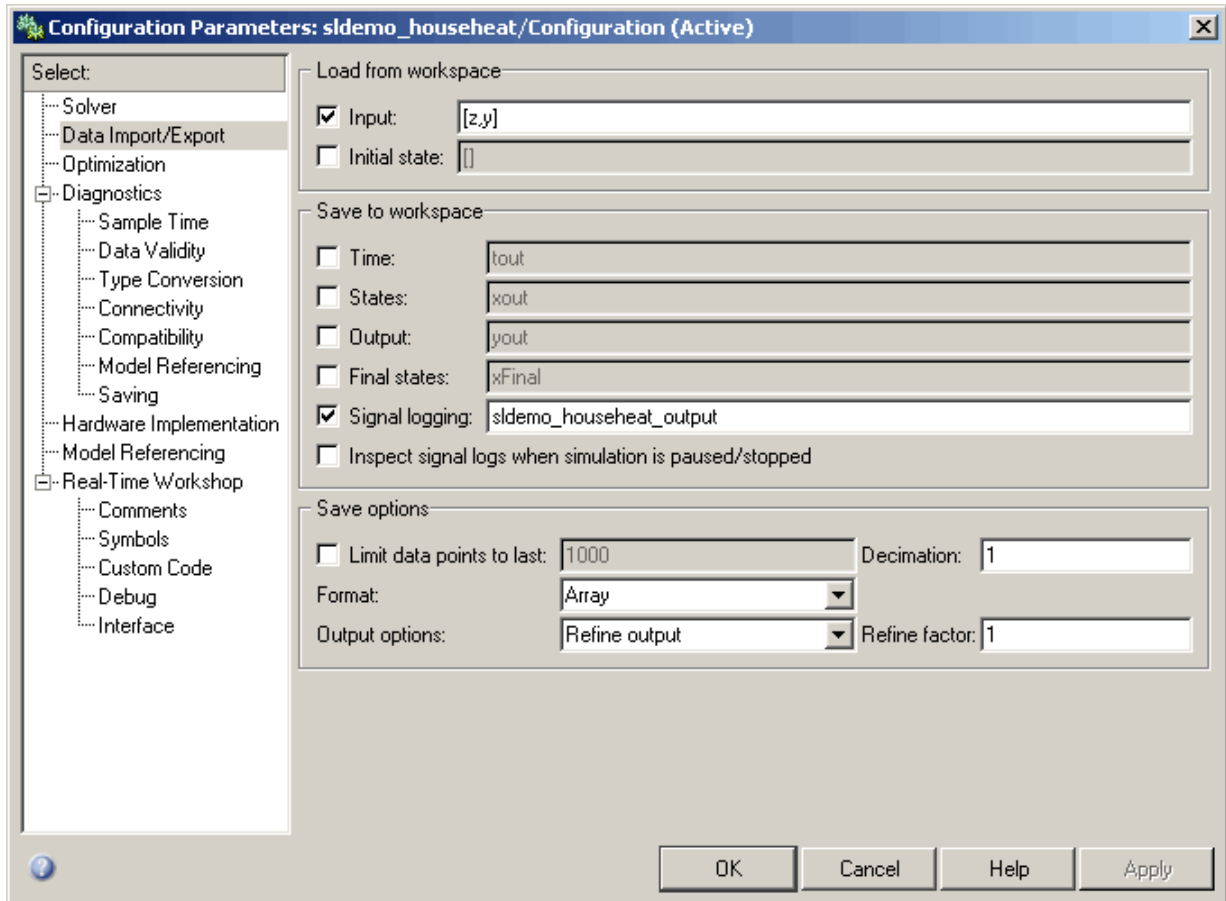 Configuration Parameters: sldemo_househeat/Configuration (Active)
Select:
Solver
Data Import/Export
Optimization
Diagnostics
Sample Time
Data Validity
Type Conversion
Connectivity
Compatibility
Model Referencing
Saving
Hardware Implementation
Model Referencing
Real-Time Workshop
Comments
Symbols
Custom Code
Debug
Interface
Load from workspace
Input: [z,y]
Initial state: []
Save to workspace
Time: tout
States: xout
Output: yout
Final states: xFinal
Signal logging: sldemo_househeat_output
Inspect signal logs when simulation is paused/stopped
Save options
Limit data points to last: 1000 Decimation: 1
Format: Array
Output options: Refine output Refine factor: 1
OK Cancel Help Apply